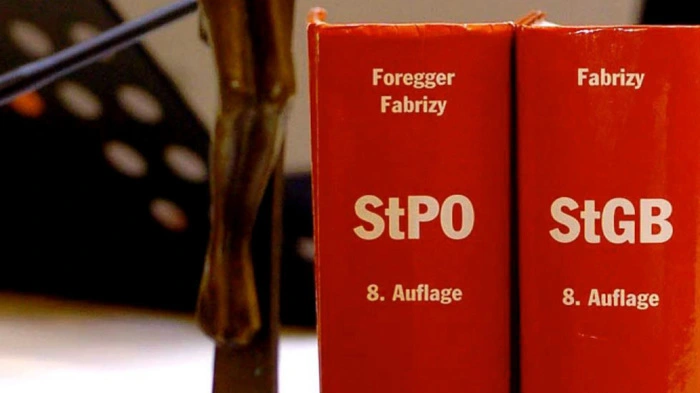 Foregger
Fabrizy
StPO
8. Auflage
Fabrizy
StGB
8. Auflage